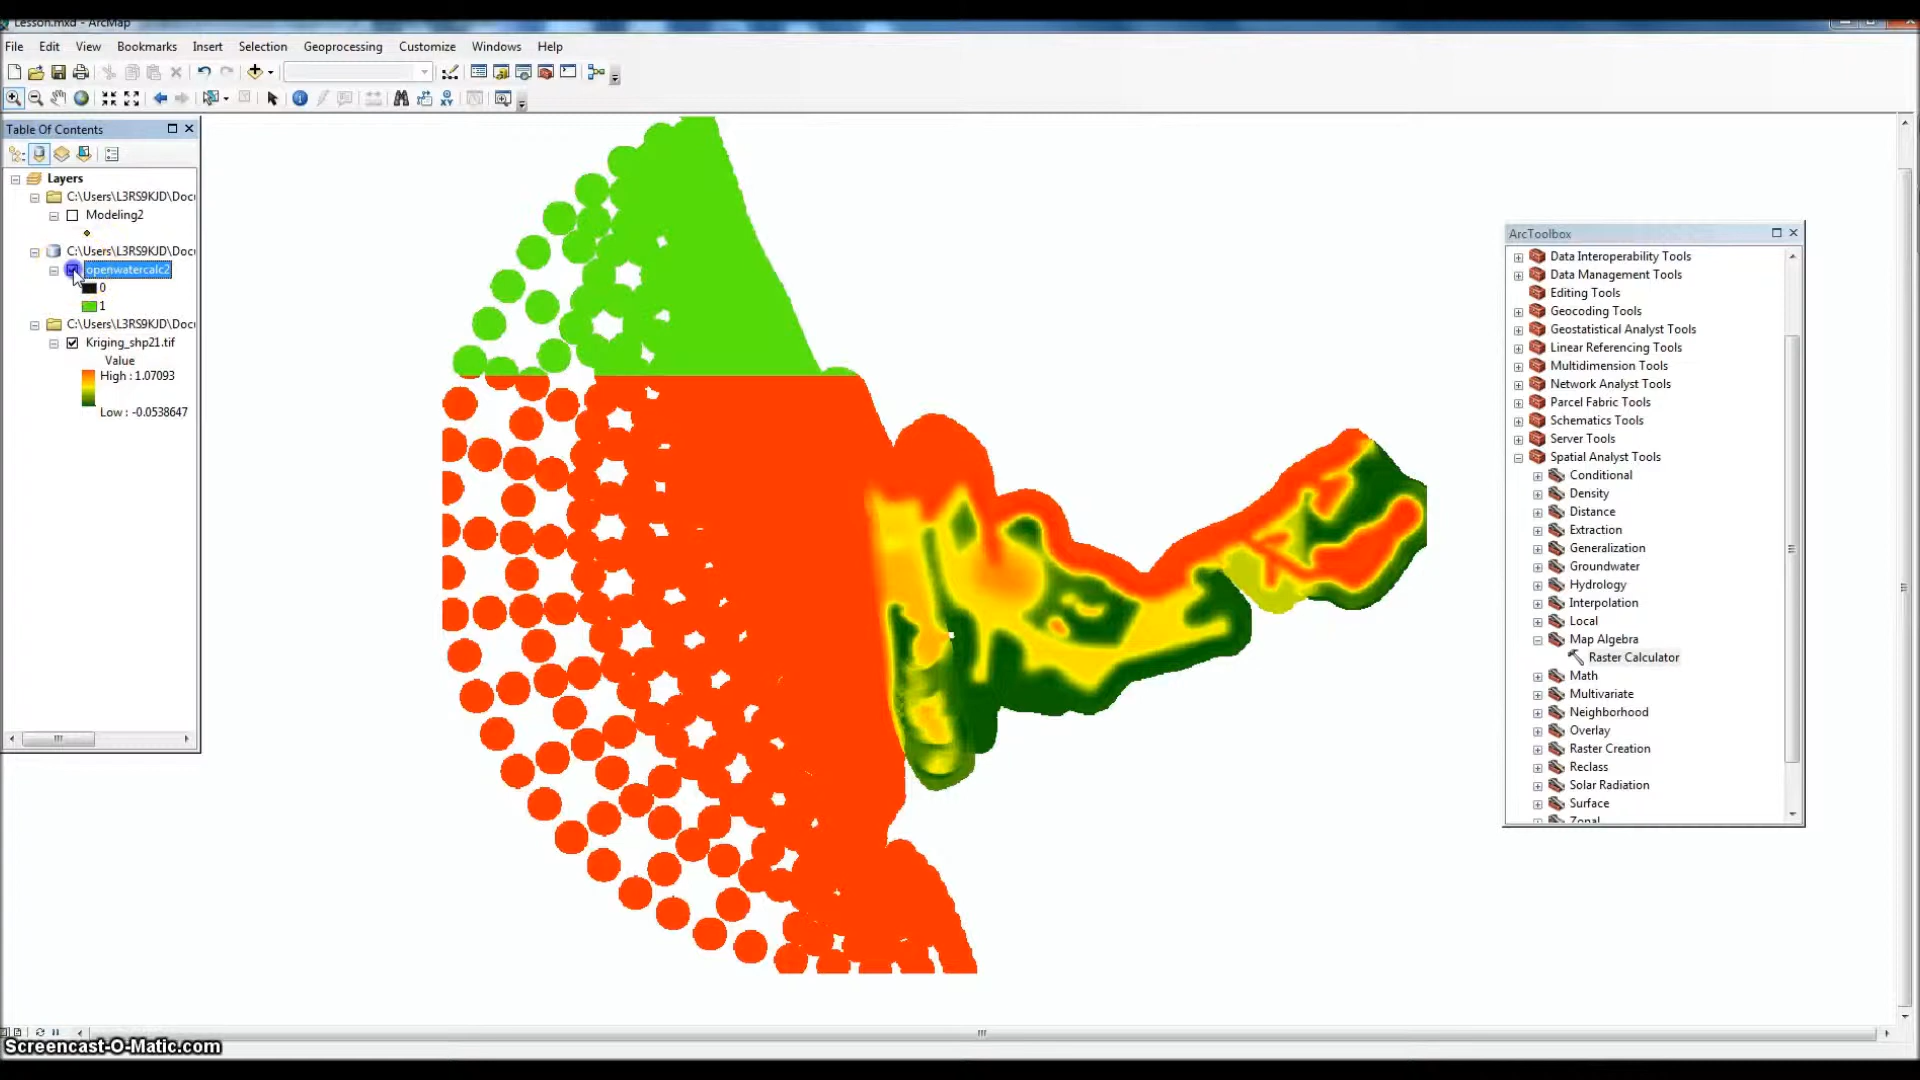 Lesson.mxd - ArcMap
File Edit View Bookmarks Insert Selection Geoprocessing Customize Windows Help
Table Of Contents
Layers
C:\Users\L3RS9KJD\Doc
Modeling2
C:\Users\L3RS9KJD\Doc
openwatercalc2
0
1
C:\Users\L3RS9KJD\Doc
Kriging_shp21.tif
Value
High : 1.07093
Low : -0.0538647
ArcToolbox
Data Interoperability Tools
Data Management Tools
Editing Tools
Geocoding Tools
Geostatistical Analyst Tools
Linear Referencing Tools
Multidimension Tools
Network Analyst Tools
Parcel Fabric Tools
Schematics Tools
Server Tools
Spatial Analyst Tools
Conditional
Density
Distance
Extraction
Generalization
Groundwater
Hydrology
Interpolation
Local
Map Algebra
Raster Calculator
Math
Multivariate
Neighborhood
Overlay
Raster Creation
Reclass
Solar Radiation
Surface
Zonal
Screencast-O-Matic.com